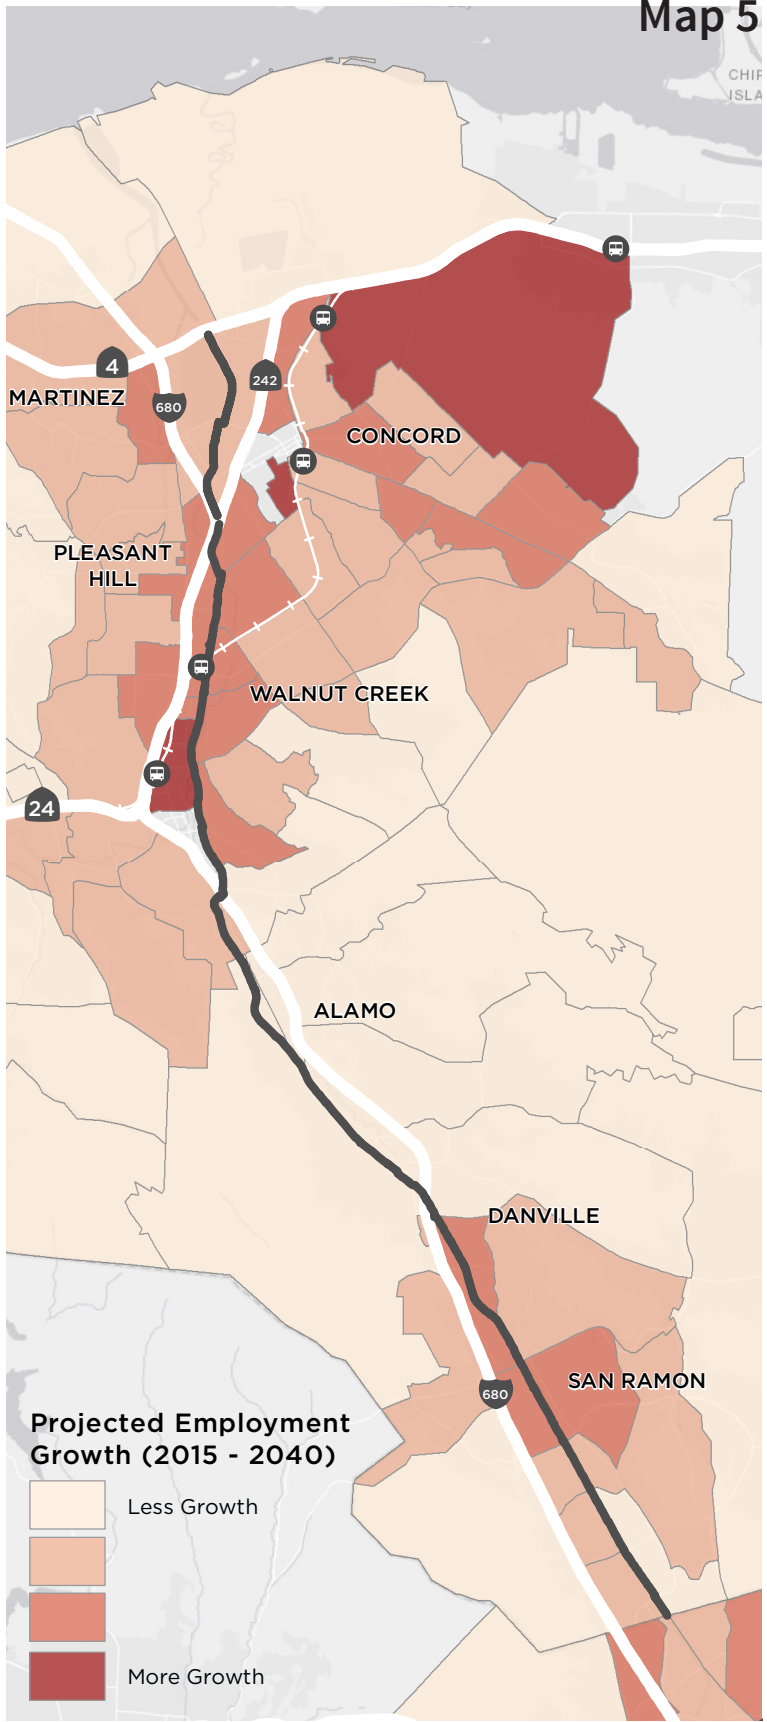 Map 5
4
242
MARTINEZ
680
CONCORD
PLEASANT
HILL
WALNUT CREEK
24
ALAMO
DANVILLE
SAN RAMON
680
Projected Employment
Growth (2015 - 2040)
Less Growth
More Growth